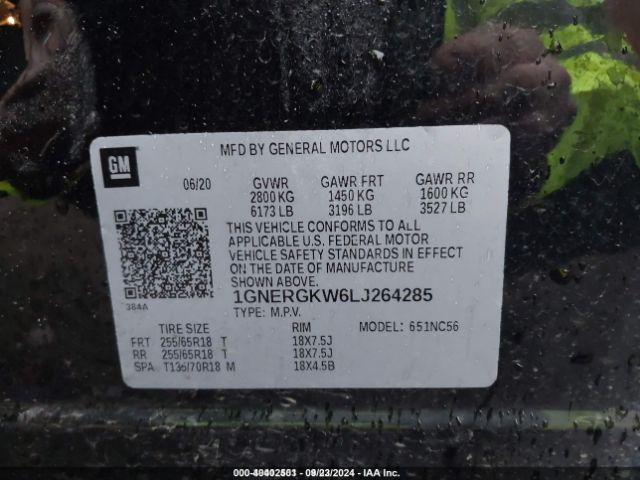 MFD BY GENERAL MOTORS LLC
GM
06/20 GVWR GAWR FRT GAWR RR
2800 KG 1450 KG 1600 KG
6173 LB 3196 LB 3527 LB
THIS VEHICLE CONFORMS TO ALL
APPLICABLE U.S. FEDERAL MOTOR
VEHICLE SAFETY STANDARDS IN EFFECT
ON THE DATE OF MANUFACTURE
SHOWN ABOVE.
1GNERGKW6LJ264285
384A
TYPE: M.P.V.
TIRE SIZE RIM MODEL: 651NC56
FRT 255/65R18 T 18X7.5J
RR 255/65R18 T 18X7.5J
SPA T135/70R18 M 18X4.5B
- IAA Inc.